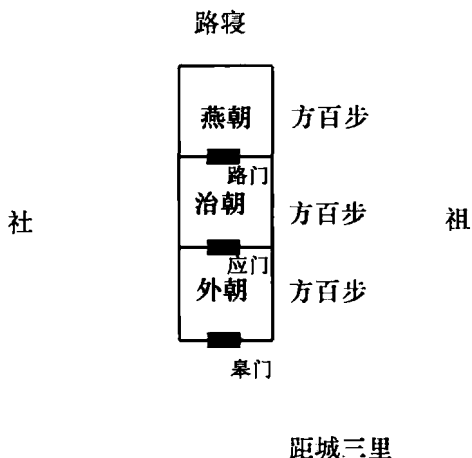 路寝
燕朝 方百步
路门
社 治朝 方百步 祖
应门
外朝 方百步
皋门
距城三里